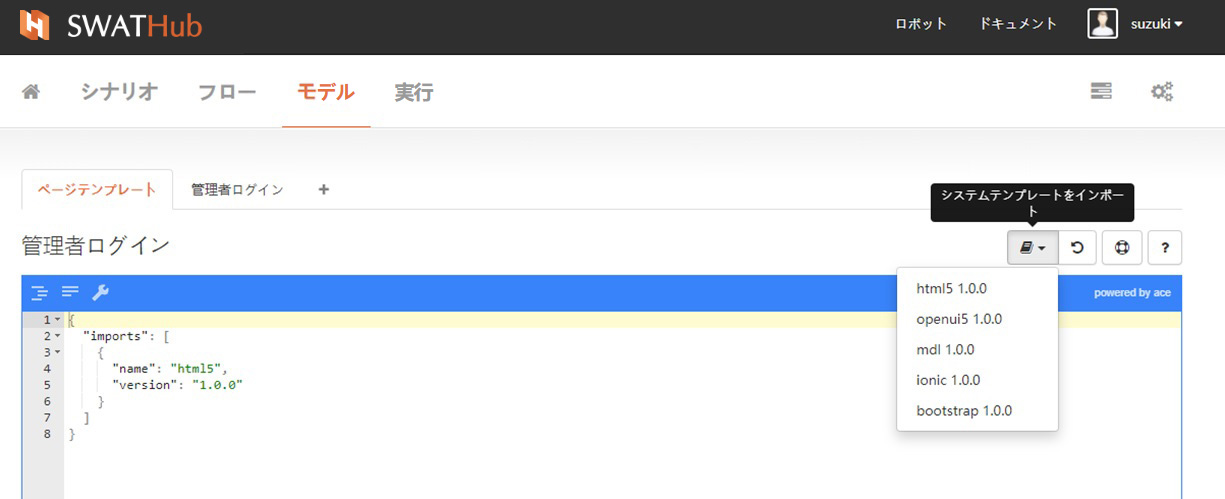 SWATHub
ロボット
ドキュメント
suzuki
シナリオ
フロー
モデル
実行
ページテンプレート
管理者ログイン
+
システムテンプレートをインポー
ト
管理者ログイン
?
html5 1.0.0
openui5 1.0.0
mdl 1.0.0
ionic 1.0.0
bootstrap 1.0.0
powered by ace
1 {
2 "imports": [
3 {
4 "name": "html5",
5 "version": "1.0.0"
6 }
7 ]
8 }